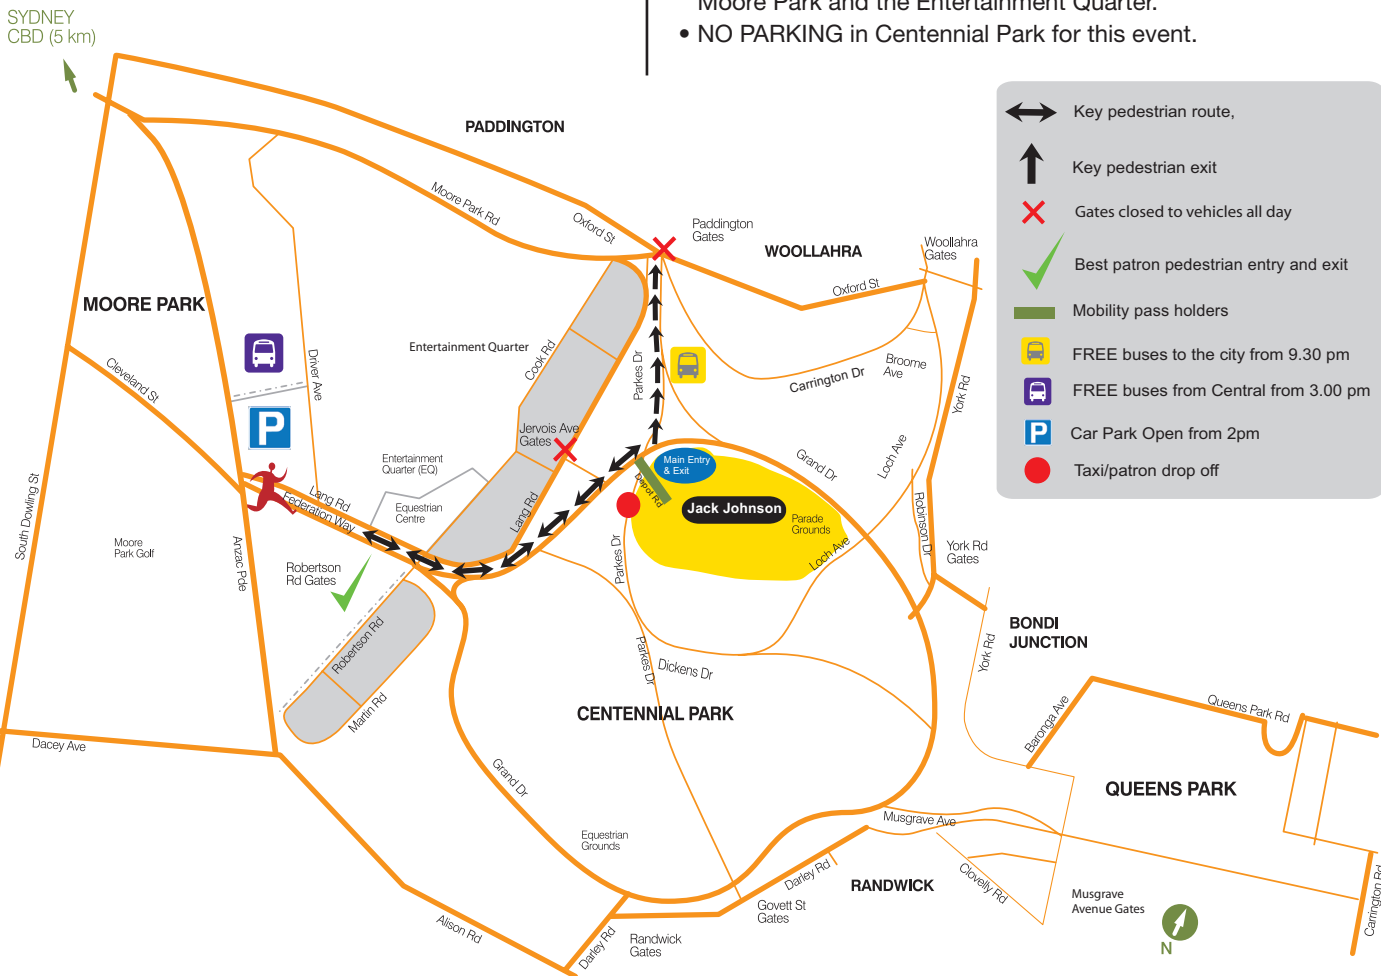 Moore Park and the Entertainment Quarter.
• NO PARKING in Centennial Park for this event.
SYDNEY
CBD (5 km)
Key pedestrian route,
Key pedestrian exit
Gates closed to vehicles all day
Best patron pedestrian entry and exit
Mobility pass holders
FREE buses to the city from 9.30 pm
FREE buses from Central from 3.00 pm
P
Car Park Open from 2pm
Taxi/patron drop off
PADDINGTON
Moore Park Rd
Oxford St
Paddington
Gates
WOOLLAHRA
Woollahra
Gates
Oxford St
MOORE PARK
Cleveland St
Driver Ave
Entertainment Quarter
Cook Rd
Parkes Dr
Carrington Dr
Broome
Ave
York Rd
P
Jervois Ave
Gates
Entertainment
Quarter (EQ)
Main Entry
& Exit
Grand Dr
Loch Ave
Lang Rd
Federation Way
Equestrian
Centre
Lang Rd
Depot Rd
Jack Johnson
Parade
Grounds
Robinson Dr
South Dowling St
Moore
Park Golf
Anzac Pde
Robertson
Rd Gates
Parkes Dr
Loch Ave
York Rd
Gates
Robertson Rd
Martin Rd
Parkes Dr
Dickens Dr
BONDI
JUNCTION
York Rd
CENTENNIAL PARK
Baronga Ave
Queens Park Rd
Dacey Ave
Grand Dr
QUEENS PARK
Equestrian
Grounds
Musgrave Ave
Darley Rd
RANDWICK
Clovelly Rd
Musgrave
Avenue Gates
Carrington Rd
Govett St
Gates
Alison Rd
Darley Rd
Randwick
Gates
N